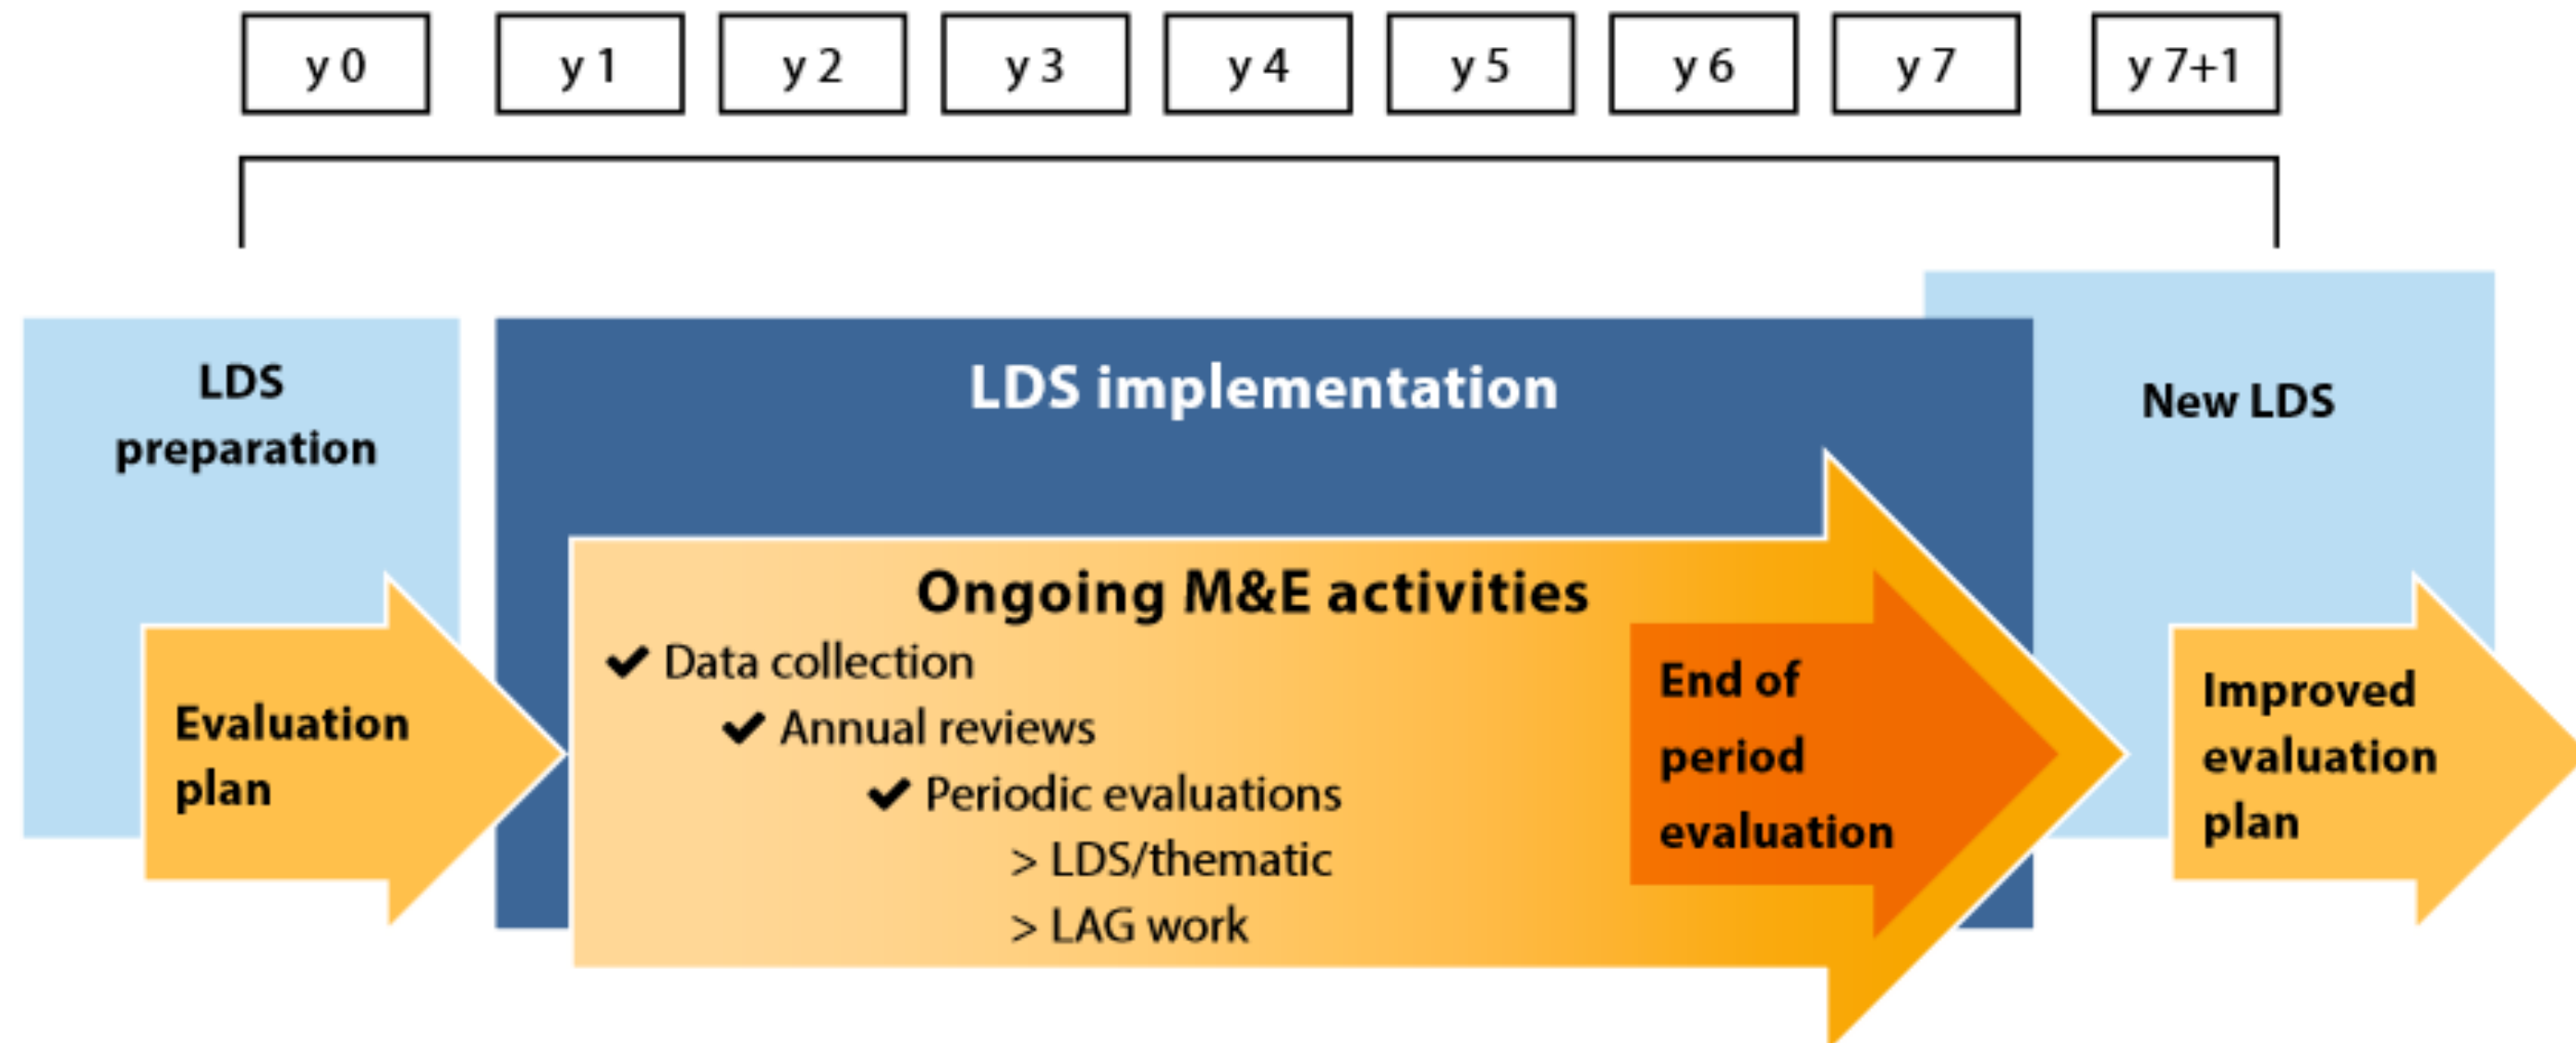 y 0
y 1
y 2
y 3
y 4
y 5
y 6
y 7
y 7+1
LDS
preparation
Evaluation
plan
LDS implementation
Ongoing M&E activities
✔ Data collection
✔ Annual reviews
✔ Periodic evaluations
> LDS/thematic
> LAG work
End of
period
evaluation
New LDS
Improved
evaluation
plan